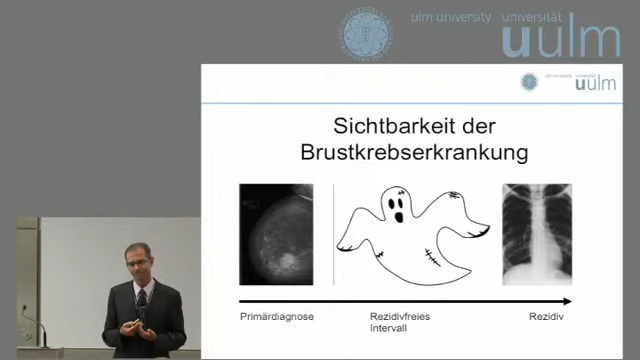 ulm university universität
uulm
uulm
Sichtbarkeit der
Brustkrebserkrankung
Primärdiagnose
Rezidivfreies
Intervall
Rezidiv